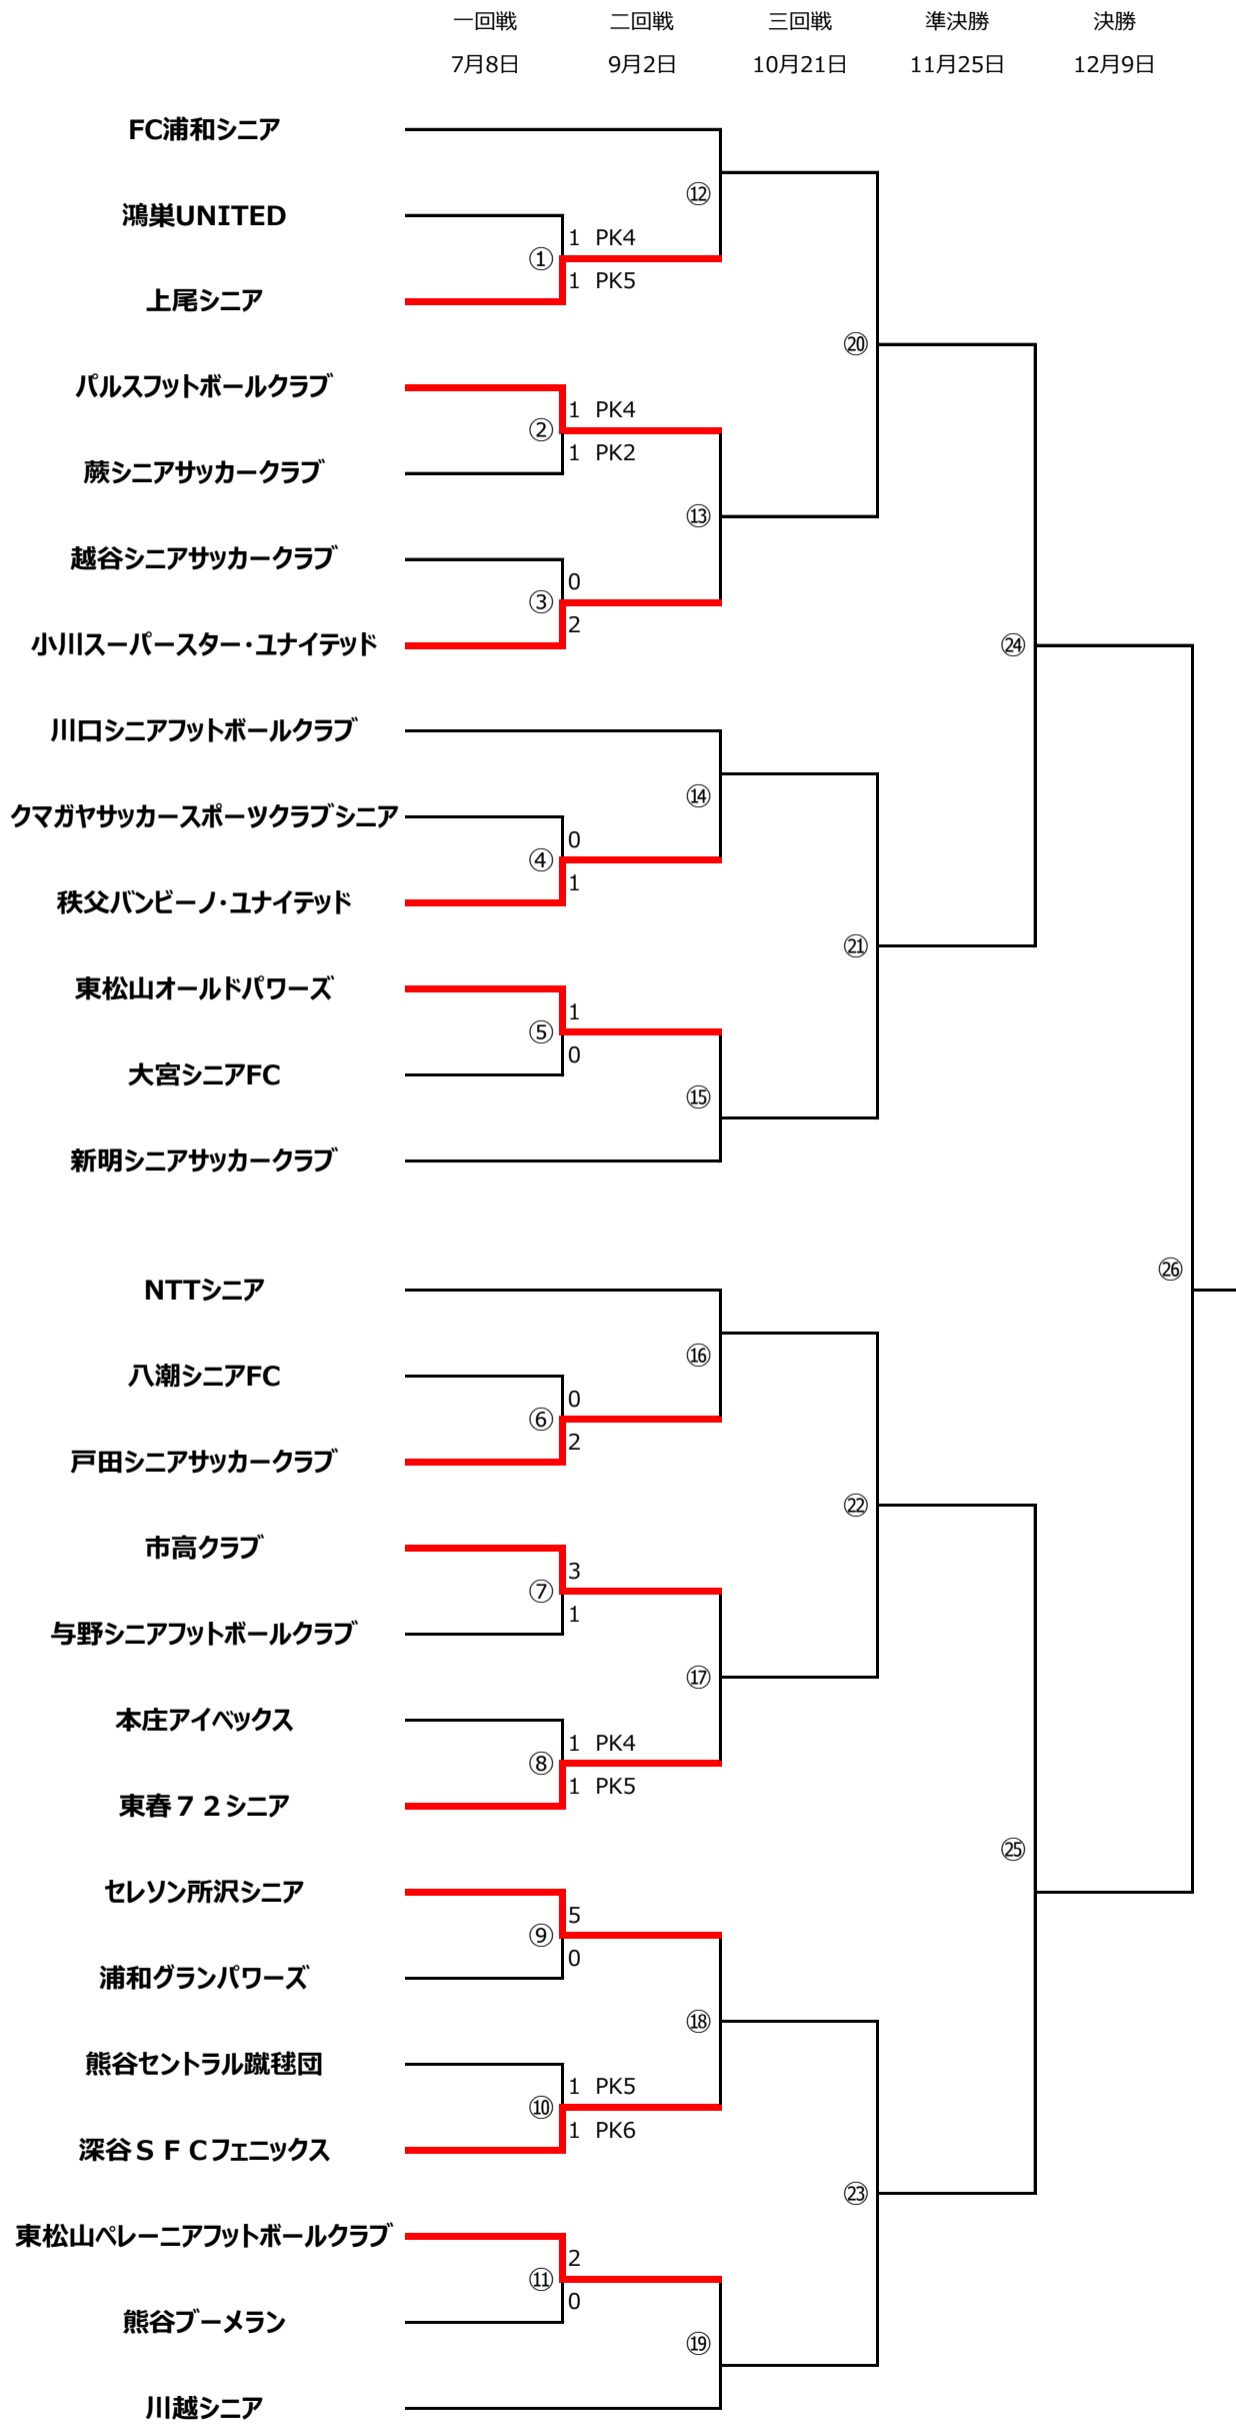 一回戦 二回戦 三回戦 準決勝 決勝
7月8日 9月2日 10月21日 11月25日 12月9日
FC浦和シニア
⑫
鴻巣UNITED
1 PK4
①
1 PK5
上尾シニア
⑳
パルスフットボールクラブ
1 PK4
②
1 PK2
蕨シニアサッカークラブ
⑬
越谷シニアサッカークラブ
0
③
2
小川スーパースター・ユナイテッド
㉔
川口シニアフットボールクラブ
⑭
クマガヤサッカースポーツクラブシニア
0
④
1
秩父バンビーノ・ユナイテッド
㉑
東松山オールドパワーズ
1
⑤
0
大宮シニアFC
⑮
新明シニアサッカークラブ
㉖
NTTシニア
⑯
八潮シニアFC
0
⑥
2
戸田シニアサッカークラブ
㉒
市高クラブ
3
⑦
1
与野シニアフットボールクラブ
⑰
本庄アイベックス
1 PK4
⑧
1 PK5
東春７２シニア
㉕
セレソン所沢シニア
5
⑨
0
浦和グランパワーズ
⑱
熊谷セントラル蹴球団
1 PK5
⑩
1 PK6
深谷ＳＦＣフェニックス
㉓
東松山ペレーニアフットボールクラブ
2
⑪
0
熊谷ブーメラン
⑲
川越シニア